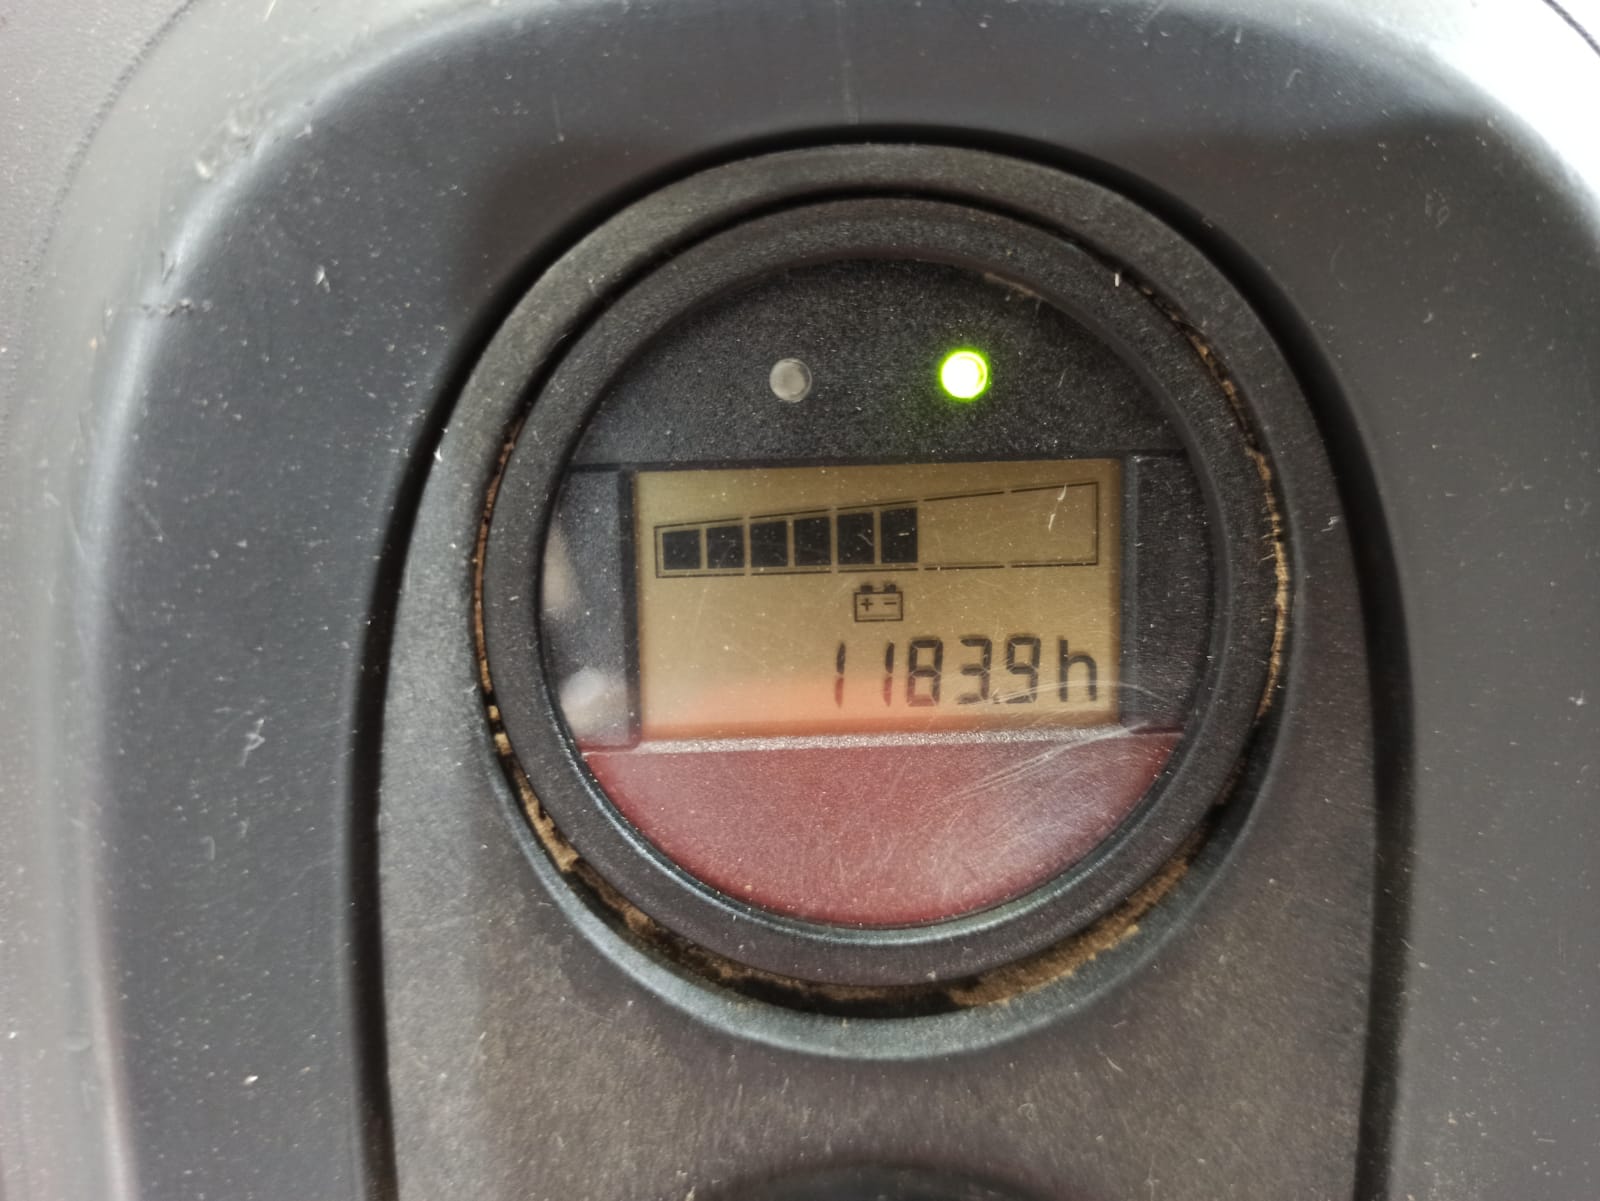 + -
1183.9h